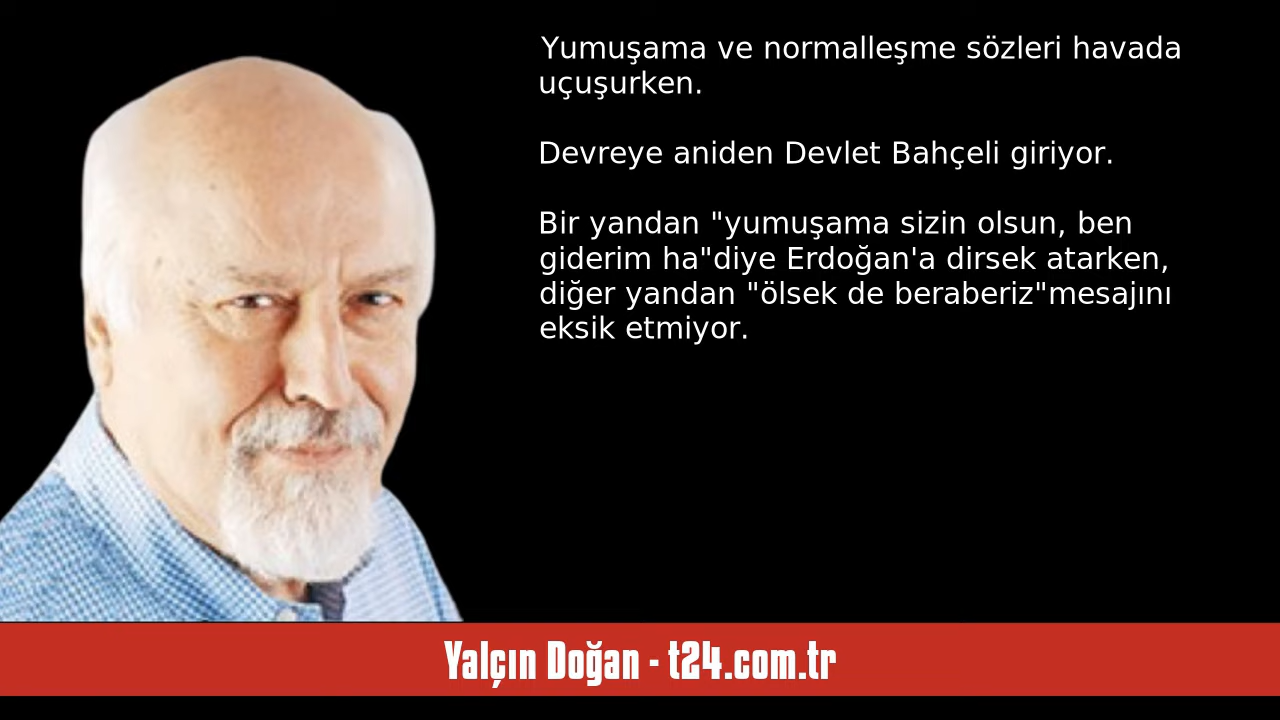 Yumuşama ve normalleşme sözleri havada
uçuşurken.
Devreye aniden Devlet Bahçeli giriyor.
Bir yandan "yumuşama sizin olsun, ben
giderim ha"diye Erdoğan'a dirsek atarken,
diğer yandan "ölsek de beraberiz"mesajını
eksik etmiyor.
Yalçın Doğan - t24.com.tr